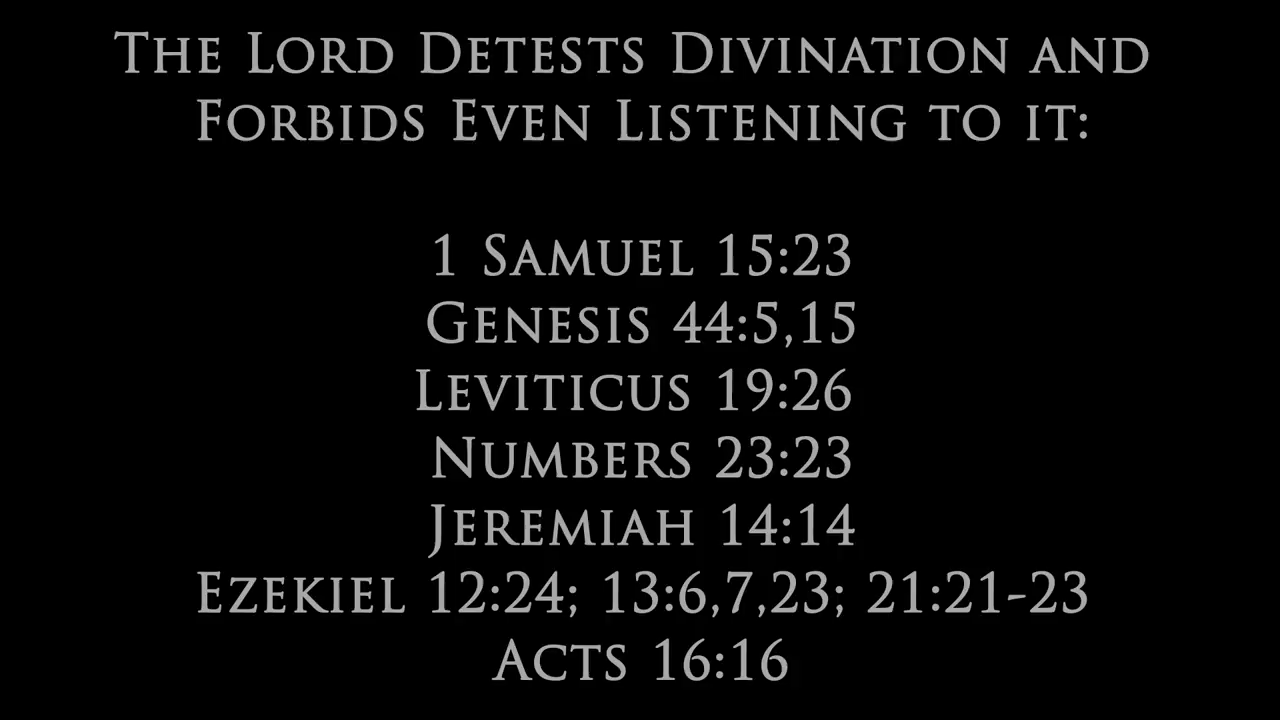 The Lord Detests Divination and
Forbids Even Listening to it:
1 Samuel 15:23
Genesis 44:5,15
Leviticus 19:26
Numbers 23:23
Jeremiah 14:14
Ezekiel 12:24; 13:6,7,23; 21:21-23
Acts 16:16